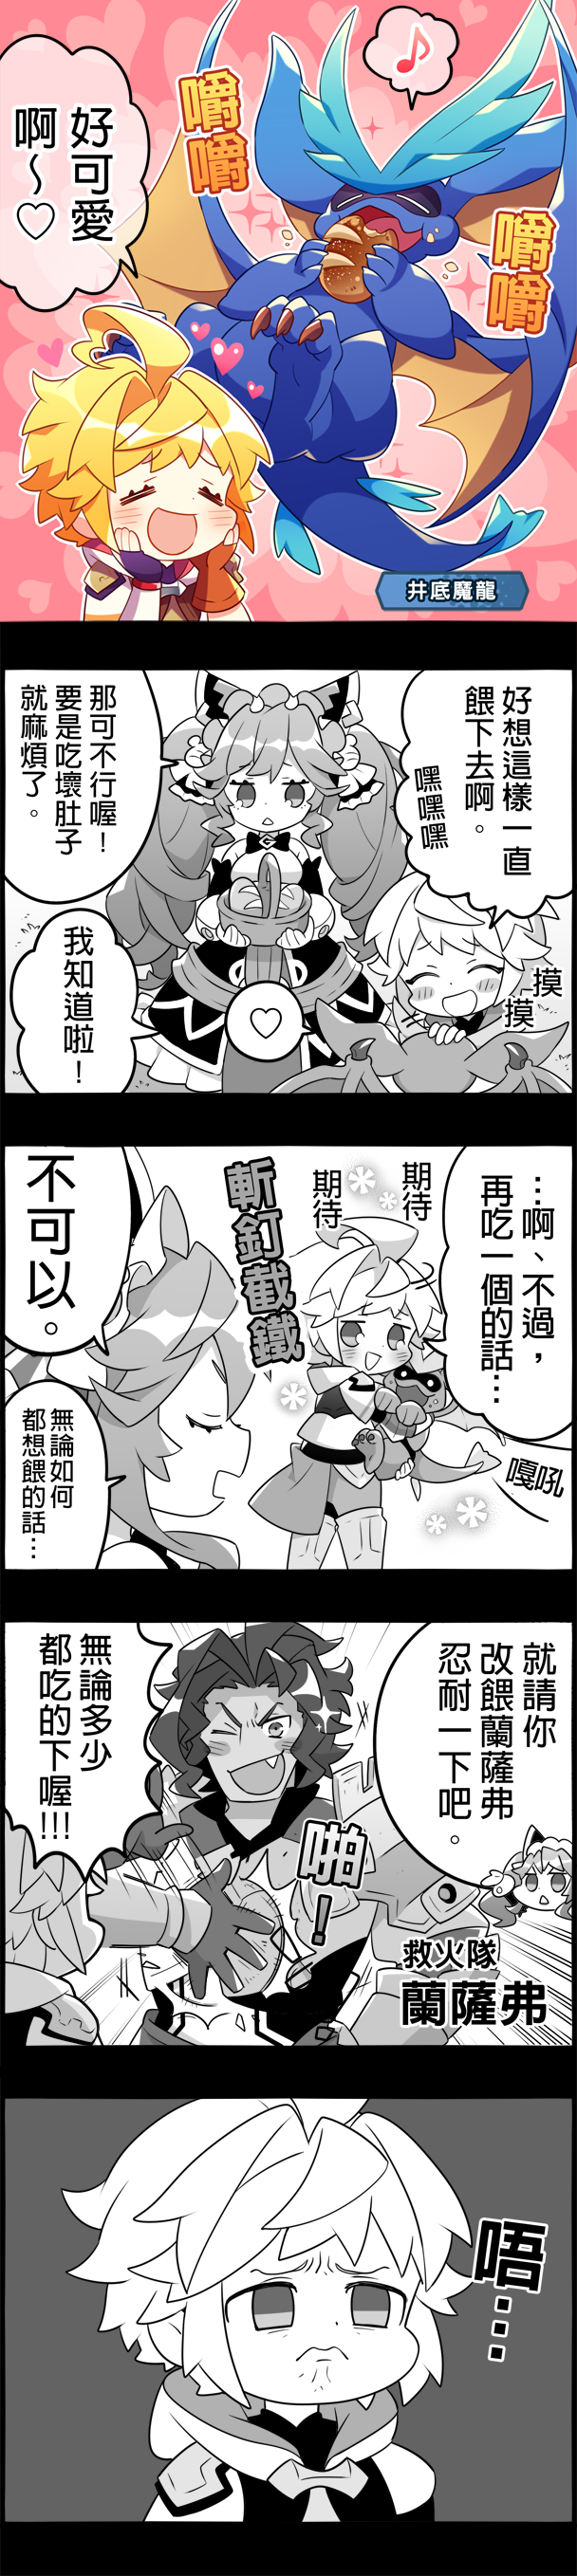 ♪
嚼嚼
嚼嚼
好可愛
啊～♡
井底魔龍
好想這樣一直
餵下去啊。
嘿嘿嘿
摸
摸
那可不行喔！
要是吃壞肚子
就麻煩了。
我知道啦！
♡
…啊、不過，
再吃一個的話…
期待
期待
嘎吼
斬釘截鐵
不可以。
無論如何
都想餵的話…
就請你
改餵蘭薩弗
忍耐一下吧。
啪！
救火隊
蘭薩弗
無論多少
都吃的下喔!!!
唔……